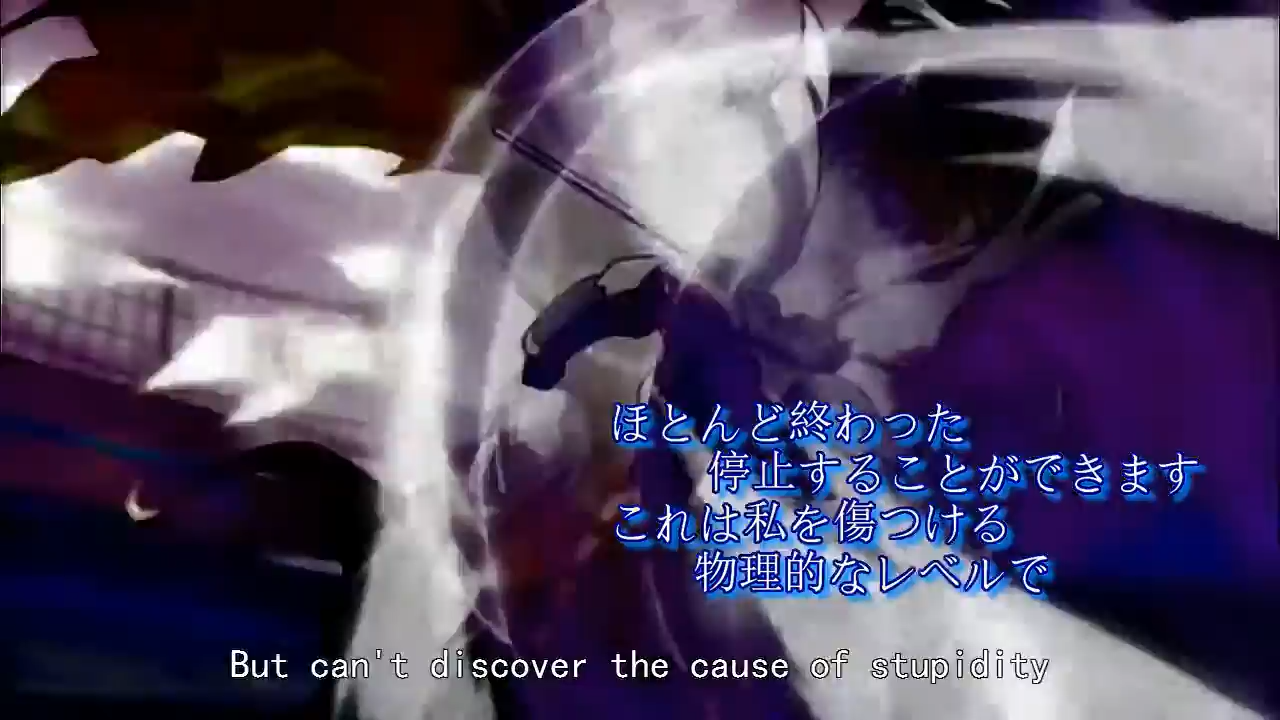 ほとんど終わった
停止することができます
これは私を傷つける
物理的なレベルで
But can't discover the cause of stupidity